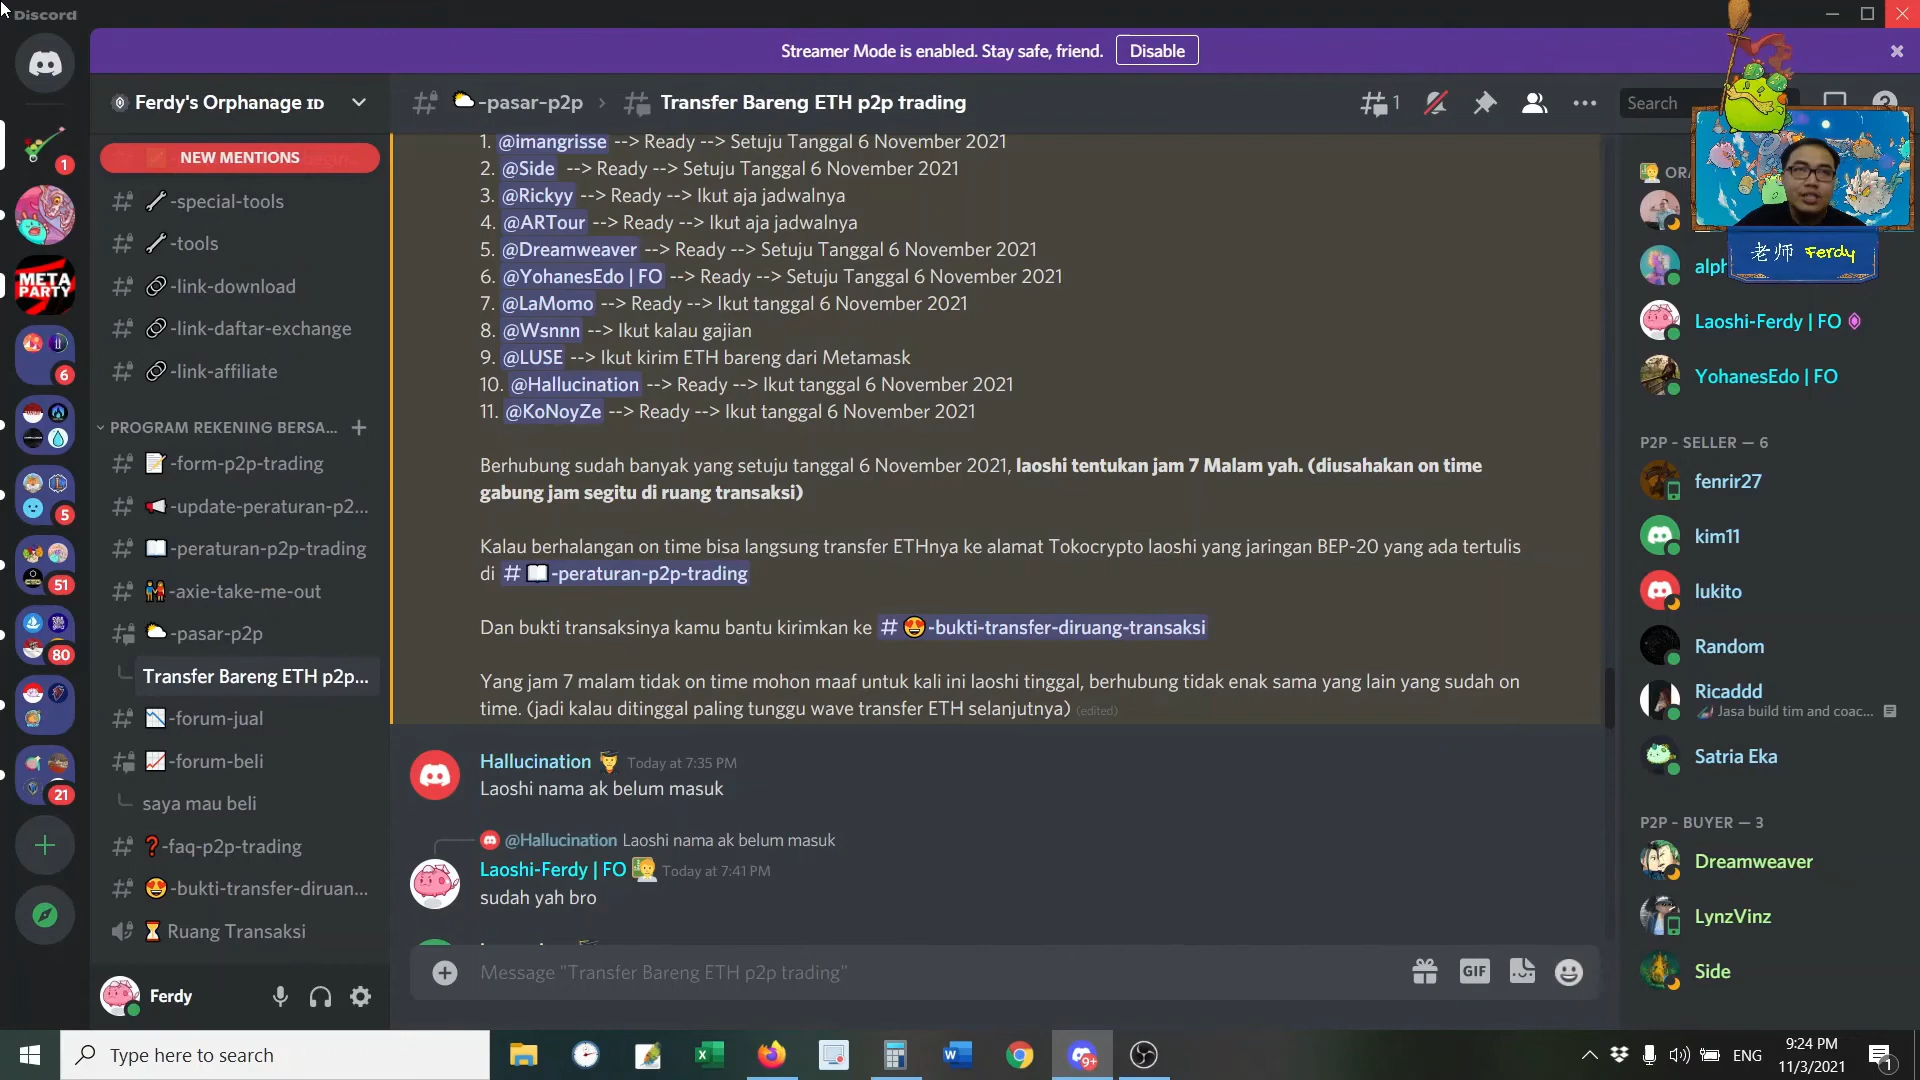 Discord
Streamer Mode is enabled. Stay safe, friend.
Disable
Ferdy's Orphanage ID
-pasar-p2p
Transfer Bareng ETH p2p trading
1
Search
1
META
PARTY
6
5
51
80
21
NEW MENTIONS
-special-tools
-tools
-link-download
-link-daftar-exchange
-link-affiliate
PROGRAM REKENING BERSA...
-form-p2p-trading
-update-peraturan-p2...
-peraturan-p2p-trading
-axie-take-me-out
-pasar-p2p
Transfer Bareng ETH p2p...
-forum-jual
-forum-beli
saya mau beli
-faq-p2p-trading
-bukti-transfer-diruan...
Ruang Transaksi
Ferdy
1. @imangrisse --> Ready --> Setuju Tanggal 6 November 2021
2. @Side --> Ready --> Setuju Tanggal 6 November 2021
3. @Rickyy --> Ready --> Ikut aja jadwalnya
4. @ARTour --> Ready --> Ikut aja jadwalnya
5. @Dreamweaver --> Ready --> Setuju Tanggal 6 November 2021
6. @YohanesEdo | FO --> Ready --> Setuju Tanggal 6 November 2021
7. @LaMomo --> Ready --> Ikut tanggal 6 November 2021
8. @Wsnnn --> Ikut kalau gajian
9. @LUSE --> Ikut kirim ETH bareng dari Metamask
10. @Hallucination --> Ready --> Ikut tanggal 6 November 2021
11. @KoNoyZe --> Ready --> Ikut tanggal 6 November 2021
Berhubung sudah banyak yang setuju tanggal 6 November 2021, laoshi tentukan jam 7 Malam yah. (diusahakan on time
gabung jam segitu di ruang transaksi)
Kalau berhalangan on time bisa langsung transfer ETHnya ke alamat Tokocrypto laoshi yang jaringan BEP-20 yang ada tertulis
di # -peraturan-p2p-trading
Dan bukti transaksinya kamu bantu kirimkan ke # -bukti-transfer-diruang-transaksi
Yang jam 7 malam tidak on time mohon maaf untuk kali ini laoshi tinggal, berhubung tidak enak sama yang lain yang sudah on
time. (jadi kalau ditinggal paling tunggu wave transfer ETH selanjutnya) (edited)
Hallucination Today at 7:35 PM
Laoshi nama ak belum masuk
@Hallucination Laoshi nama ak belum masuk
Laoshi-Ferdy | FO Today at 7:41 PM
sudah yah bro
Message "Transfer Bareng ETH p2p trading"
GIF
老师 Ferdy
Laoshi-Ferdy | FO
YohanesEdo | FO
P2P - SELLER — 6
fenrir27
kim11
lukito
Random
Ricaddd
Jasa build tim and coac...
Satria Eka
P2P - BUYER — 3
Dreamweaver
LynzVinz
Side
Type here to search
9+
ENG
9:24 PM
11/3/2021
1